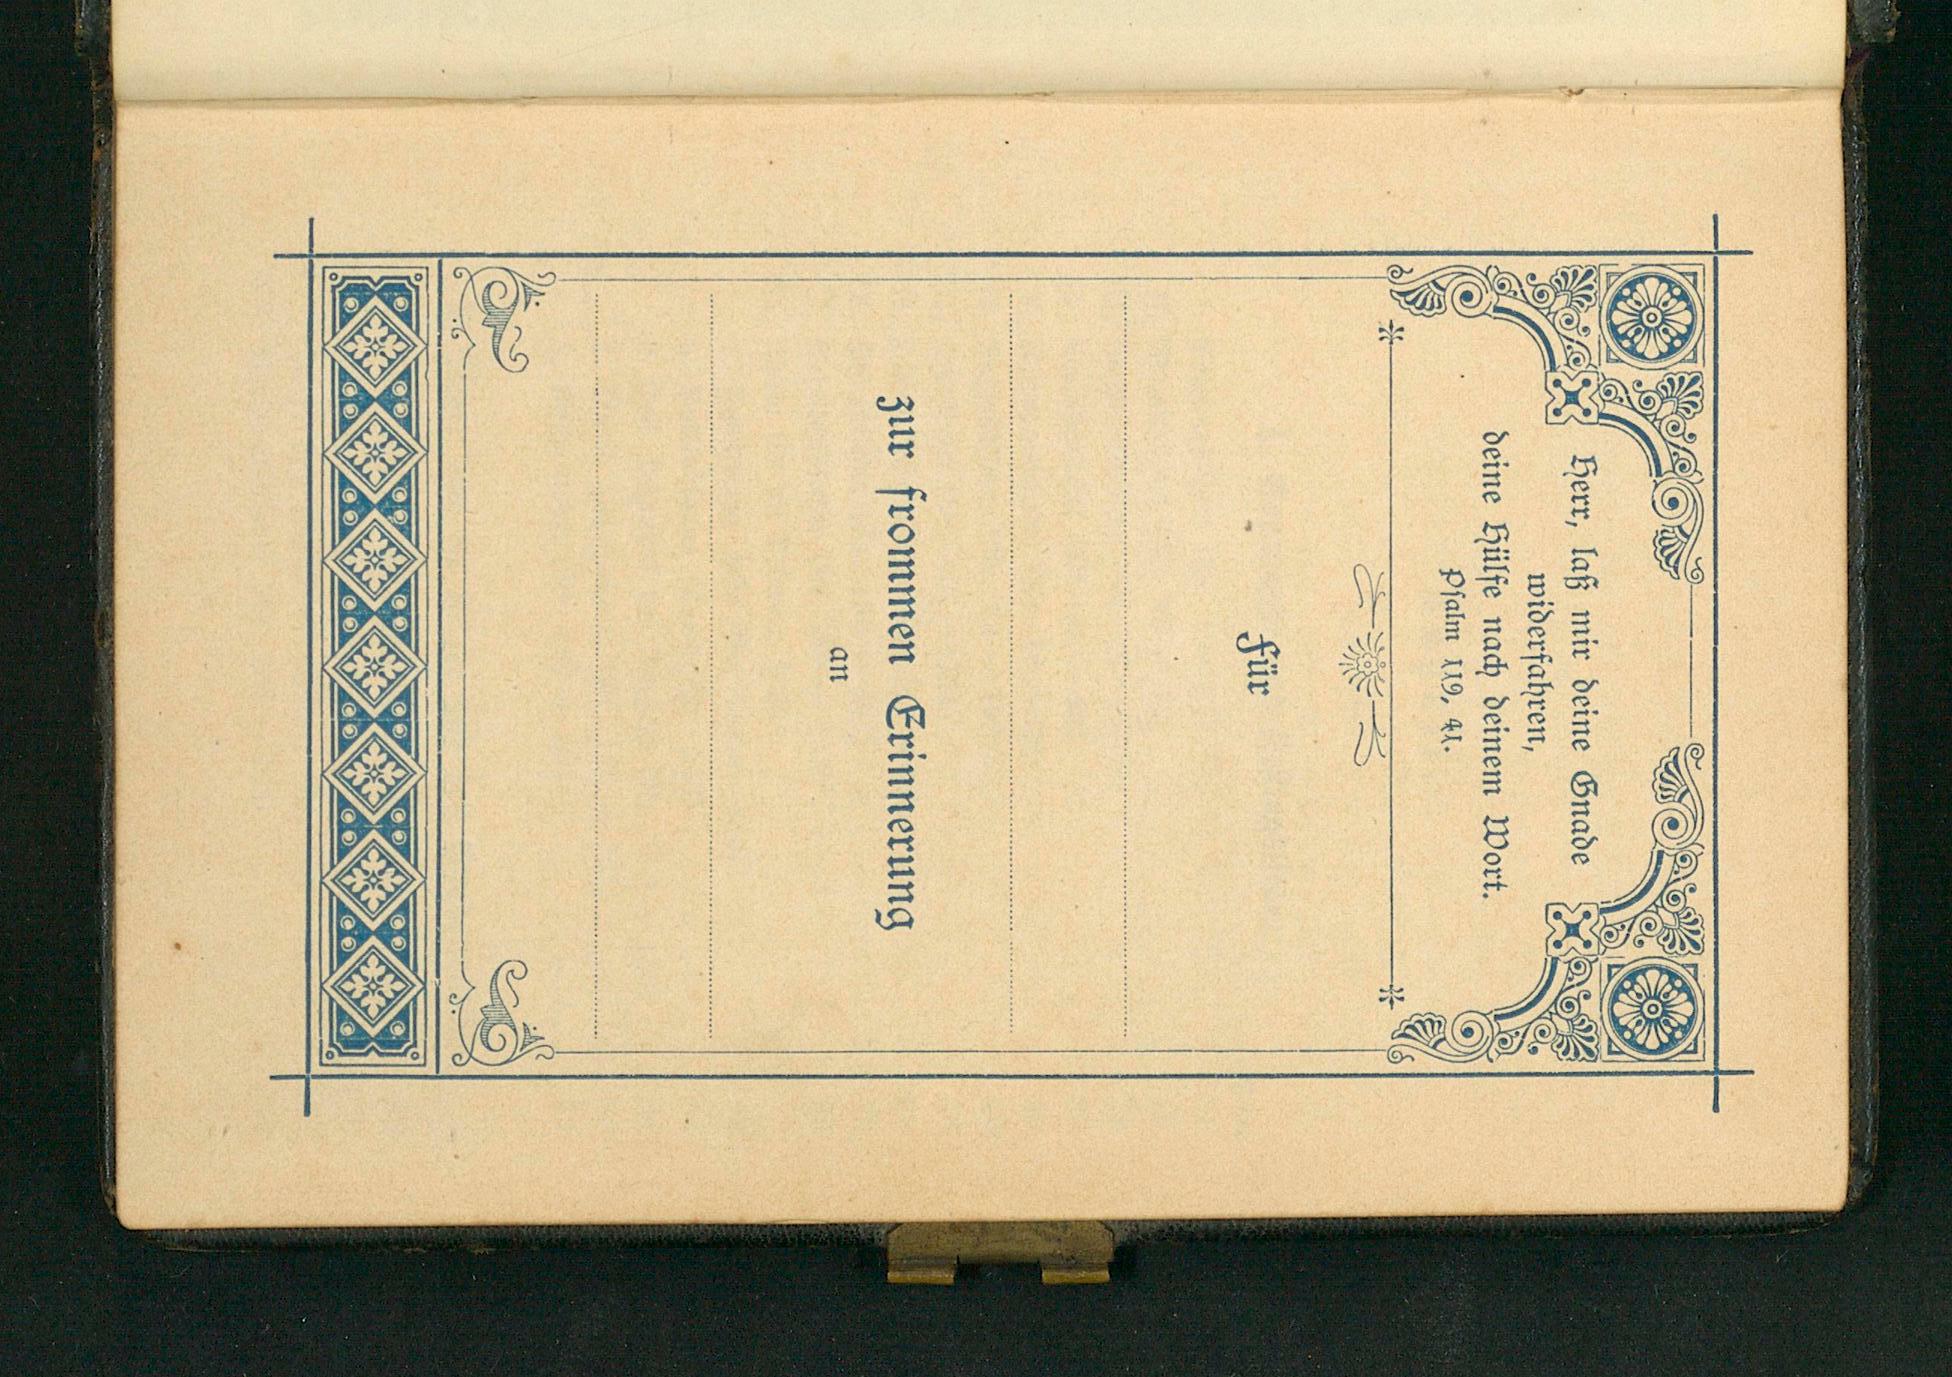 Herr, laß mir deine Gnade
widerfahren,
deine Hülfe nach deinem Wort.
Psalm 119, 41.
Für
zur frommen Erinnerung
an